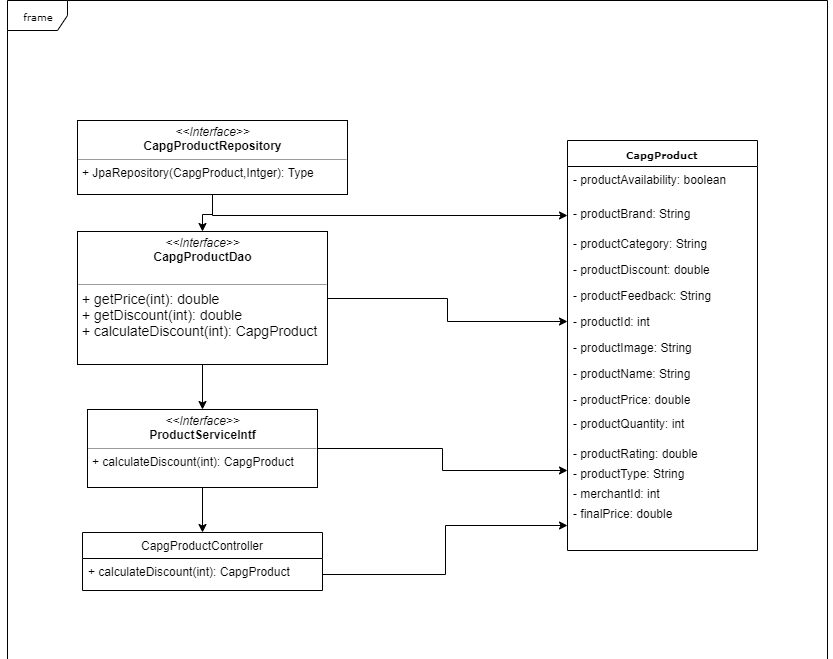 frame
<<Interface>>
CapgProductRepository
+ JpaRepository(CapgProduct,Intger): Type
<<Interface>>
CapgProductDao
+ getPrice(int): double
+ getDiscount(int): double
+ calculateDiscount(int): CapgProduct
<<Interface>>
ProductServiceIntf
+ calculateDiscount(int): CapgProduct
CapgProductController
+ calculateDiscount(int): CapgProduct
CapgProduct
- productAvailability: boolean
- productBrand: String
- productCategory: String
- productDiscount: double
- productFeedback: String
- productId: int
- productImage: String
- productName: String
- productPrice: double
- productQuantity: int
- productRating: double
- productType: String
- merchantId: int
- finalPrice: double